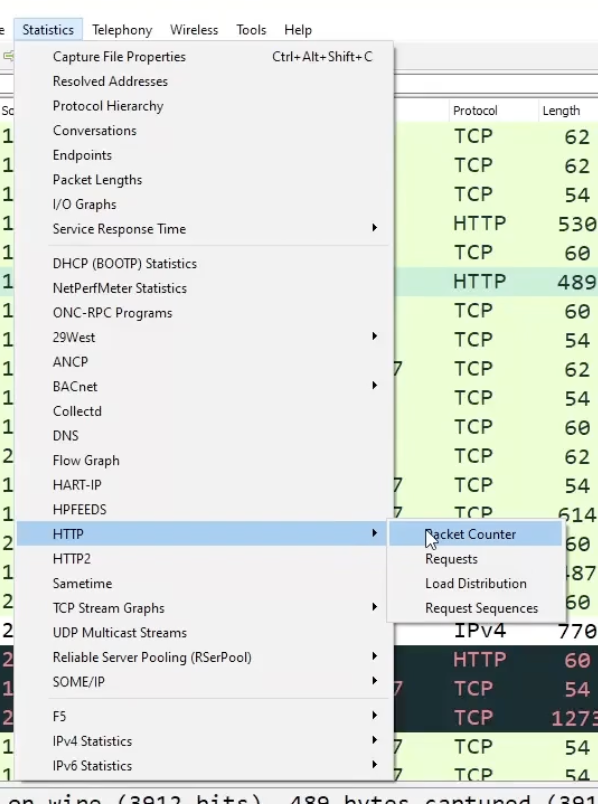 e Statistics Telephony Wireless Tools Help
Capture File Properties Ctrl+Alt+Shift+C
Resolved Addresses
Protocol Hierarchy
Conversations
Endpoints
Packet Lengths
I/O Graphs
Service Response Time
DHCP (BOOTP) Statistics
NetPerfMeter Statistics
ONC-RPC Programs
29West
ANCP
BACnet
Collectd
DNS
Flow Graph
HART-IP
HPFEEDS
HTTP
HTTP2
Sametime
TCP Stream Graphs
UDP Multicast Streams
Reliable Server Pooling (RSerPool)
SOME/IP
F5
IPv4 Statistics
IPv6 Statistics
Packet Counter
Requests
Load Distribution
Request Sequences
So Protocol Length
1 TCP 62
1 TCP 62
1 TCP 54
1 HTTP 530
1 TCP 60
1 HTTP 489
1 TCP 60
1 TCP 54
1 7 TCP 62
1 TCP 54
1 TCP 60
2 TCP 62
1 7 TCP 54
1 7 TCP 614
2 60
1 487
2 60
2 IPv4 770
2 HTTP 60
1 7 TCP 54
2 TCP 1273
1 7 TCP 54
1 7 TCP 54
on wire (3912 bits), 489 bytes captured (391